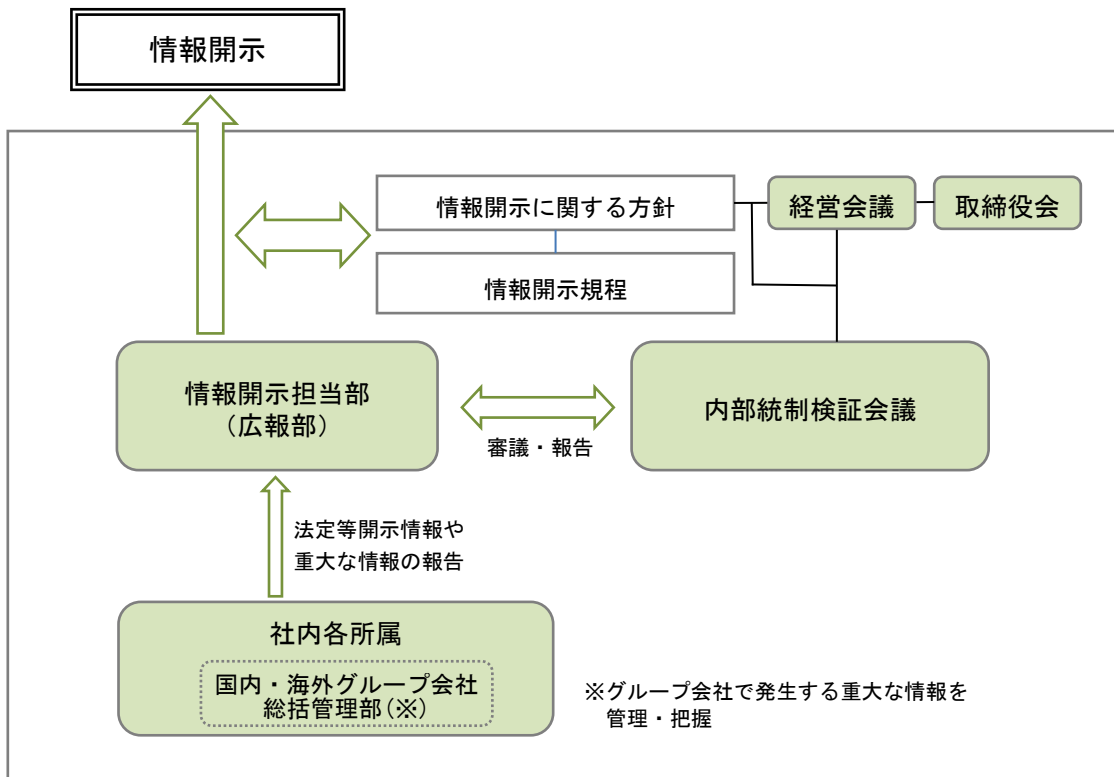 情報開示
情報開示に関する方針
経営会議
取締役会
情報開示規程
情報開示担当部
（広報部）
審議・報告
内部統制検証会議
法定等開示情報や
重大な情報の報告
社内各所属
国内・海外グループ会社
総括管理部(※)
※グループ会社で発生する重大な情報を
管理・把握